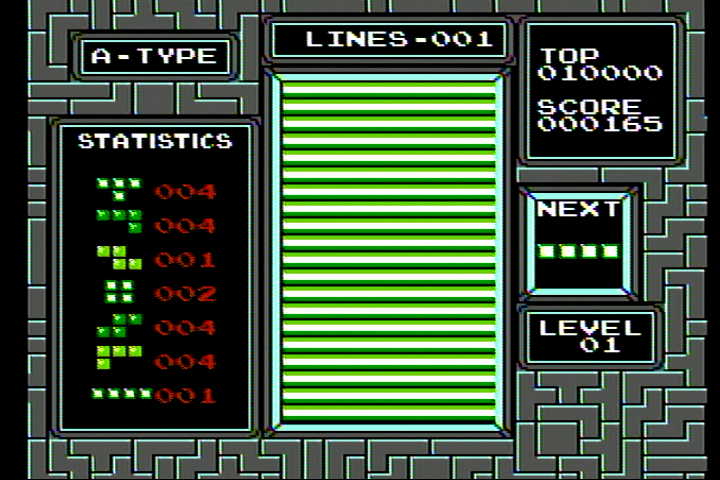 A-TYPE
LINES-001
TOP
010000
SCORE
000165
STATISTICS
004
004
001
002
004
004
001
NEXT
LEVEL
01